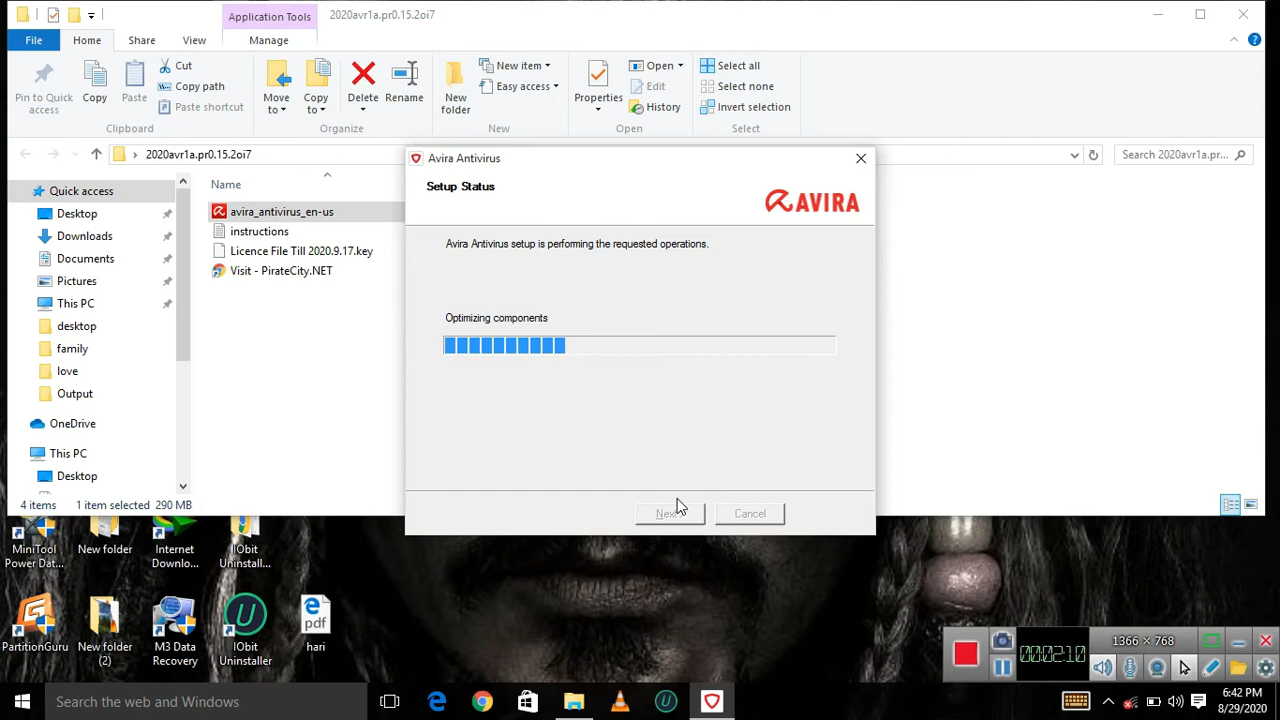 Application Tools
2020avr1a.pr0.15.2oi7
File
Home
Share
View
Manage
Pin to Quick
access
Copy
Paste
Cut
Copy path
Paste shortcut
Clipboard
Move
to
Copy
to
Delete
Rename
Organize
New
folder
New item
Easy access
New
Properties
Open
Edit
History
Open
Select all
Select none
Invert selection
Select
2020avr1a.pr0.15.2oi7
Search 2020avr1a.pr...
Quick access
Desktop
Downloads
Documents
Pictures
This PC
desktop
family
love
Output
OneDrive
This PC
Desktop
Name
avira_antivirus_en-us
instructions
Licence File Till 2020.9.17.key
Visit - PirateCity.NET
4 items
1 item selected 290 MB
Avira Antivirus
Setup Status
AVIRA
Avira Antivirus setup is performing the requested operations.
Optimizing components
Next
Cancel
MiniTool
Power Dat...
New folder
Internet
Downlo...
IObit
Uninstall...
PartitionGuru
New folder
(2)
M3 Data
Recovery
IObit
Uninstaller
pdf
hari
1366 × 768
00:02:10
Search the web and Windows
6:42 PM
8/29/2020